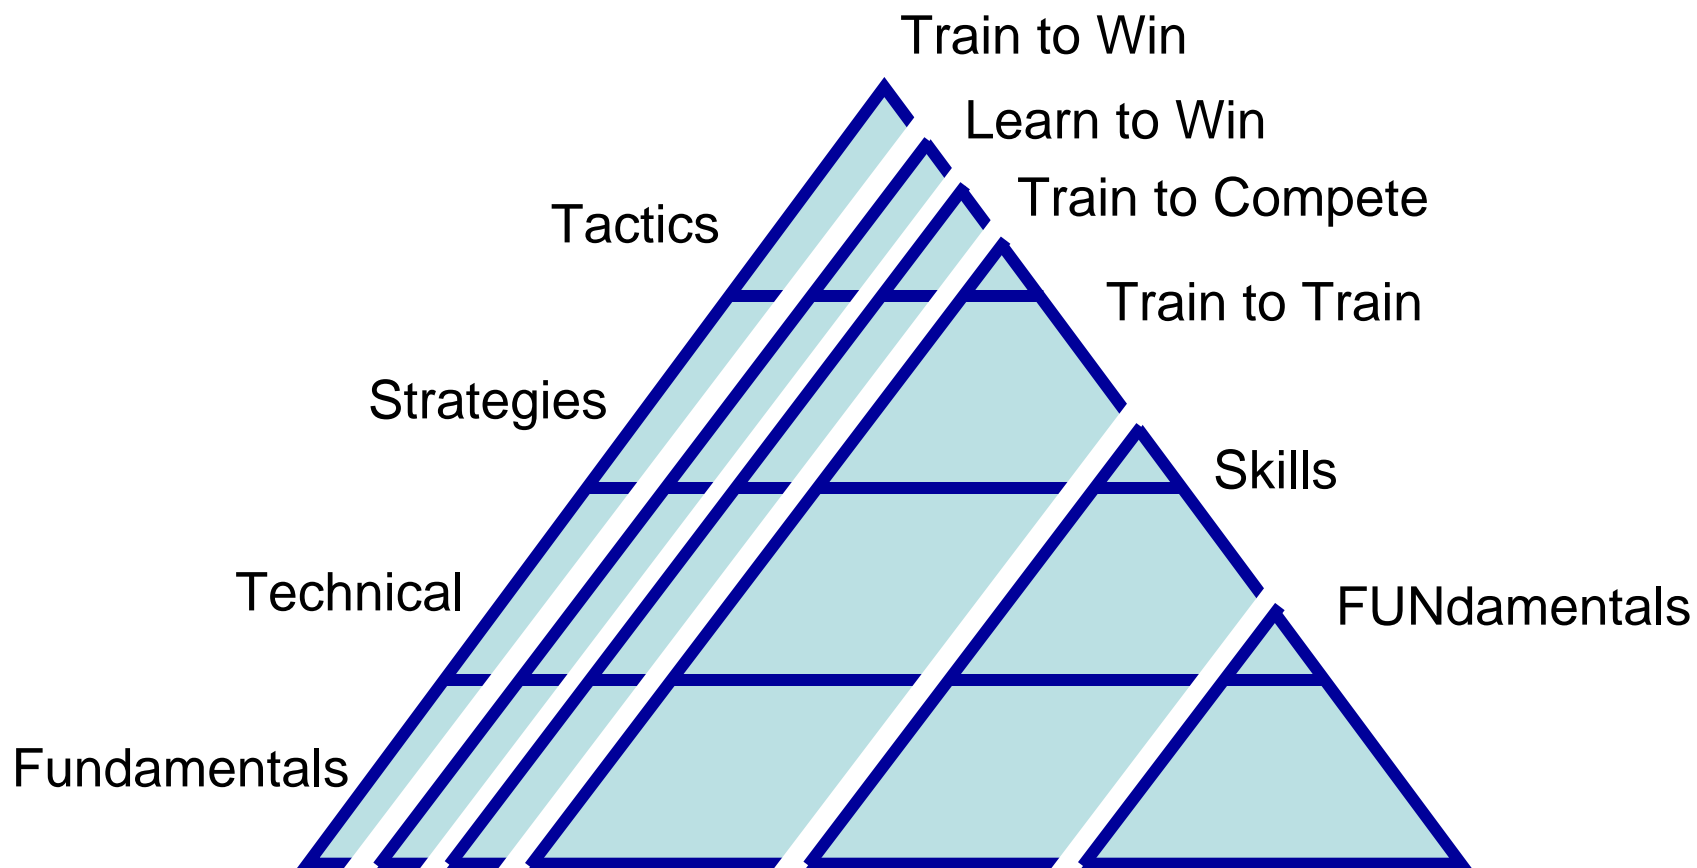 Train to Win
Learn to Win
Train to Compete
Tactics
Train to Train
Strategies
Skills
Technical
FUNdamentals
Fundamentals